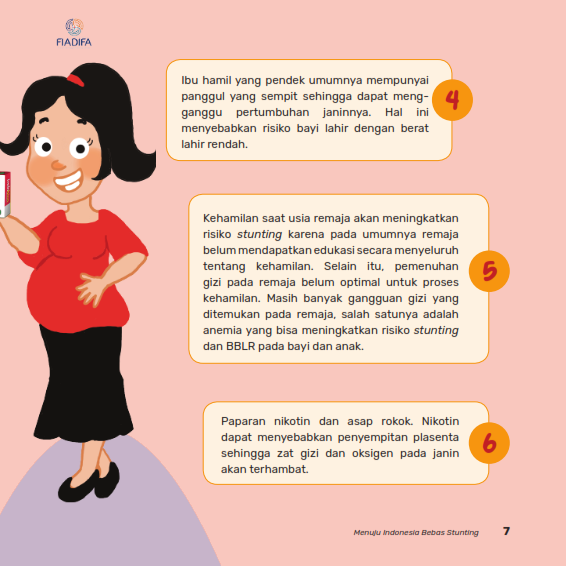 FIADIFA
Ibu hamil yang pendek umumnya mempunyai
panggul yang sempit sehingga dapat meng-
ganggu pertumbuhan janinnya. Hal ini
menyebabkan risiko bayi lahir dengan berat
lahir rendah.
4
Kehamilan saat usia remaja akan meningkatkan
risiko stunting karena pada umumnya remaja
belum mendapatkan edukasi secara menyeluruh
tentang kehamilan. Selain itu, pemenuhan
gizi pada remaja belum optimal untuk proses
kehamilan. Masih banyak gangguan gizi yang
ditemukan pada remaja, salah satunya adalah
anemia yang bisa meningkatkan risiko stunting
dan BBLR pada bayi dan anak.
5
Paparan nikotin dan asap rokok. Nikotin
dapat menyebabkan penyempitan plasenta
sehingga zat gizi dan oksigen pada janin
akan terhambat.
6
Menuju Indonesia Bebas Stunting 7